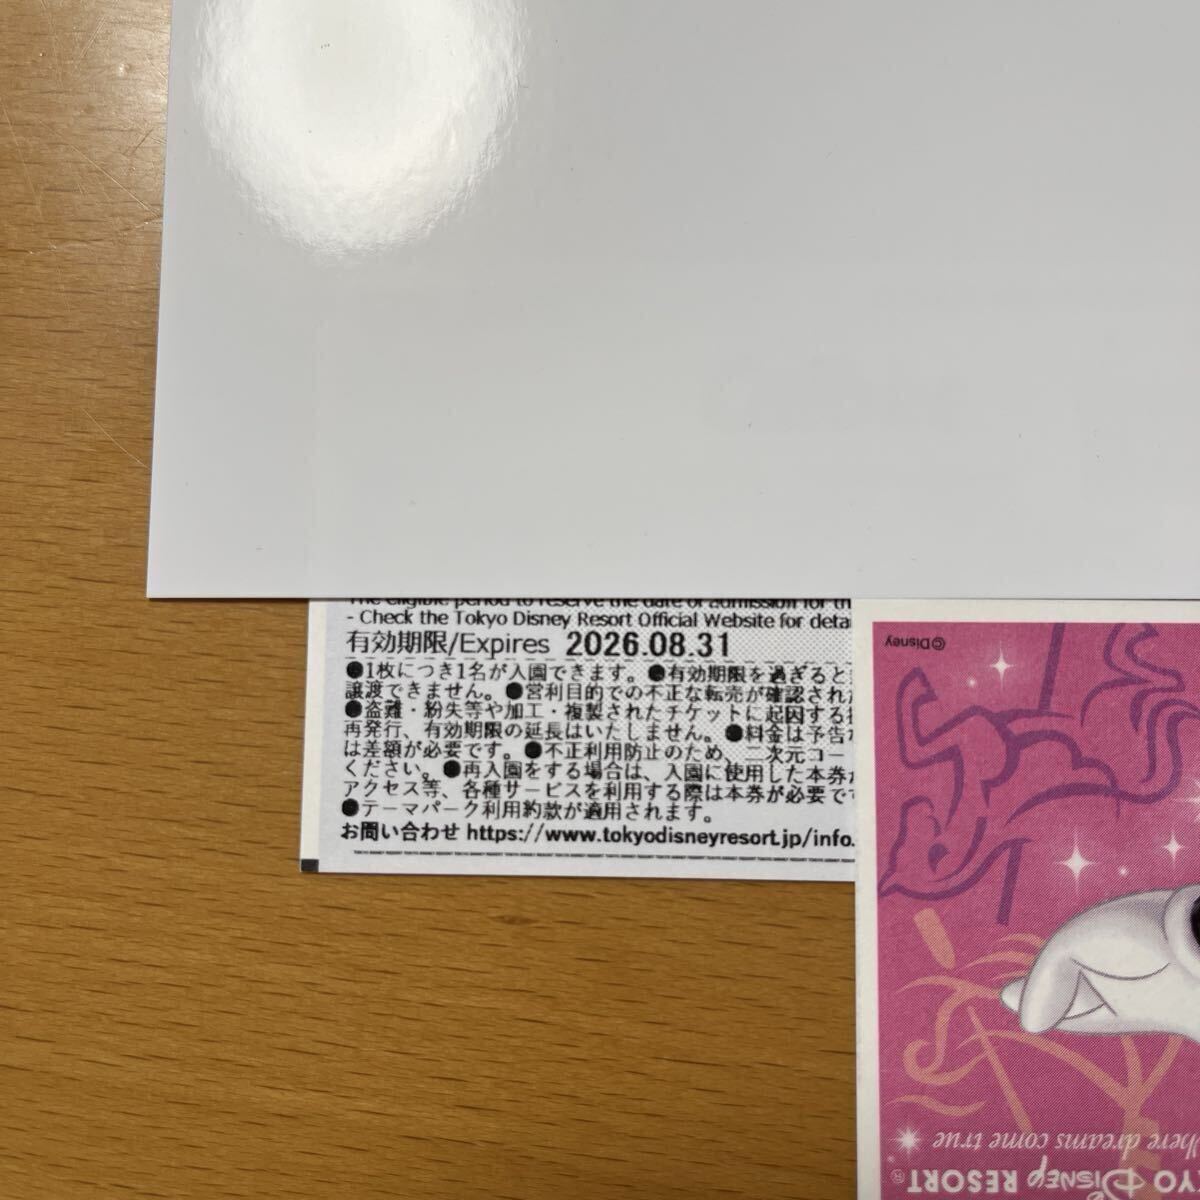 The eligible period to reserve the date of admission for th
- Check the Tokyo Disney Resort Official Website for detai
有効期限/Expires 2026.08.31
●1枚につき1名が入園できます。●有効期限を過ぎると
譲渡できません。●営利目的での不正な転売が確認された
●盗難・紛失等や加工・複製されたチケットに起因する
再発行、有効期限の延長はいたしません。●料金は予告
は差額が必要です。●不正利用防止のため、二次元コー
ください。●再入園をする場合は、入園に使用した本券が
アクセス等、各種サービスを利用する際は本券が必要で
●テーマパーク利用約款が適用されます。
お問い合わせ https://www.tokyodisneyresort.jp/info.
©Disney
here dreams come true
YO DISNEY RESORT®